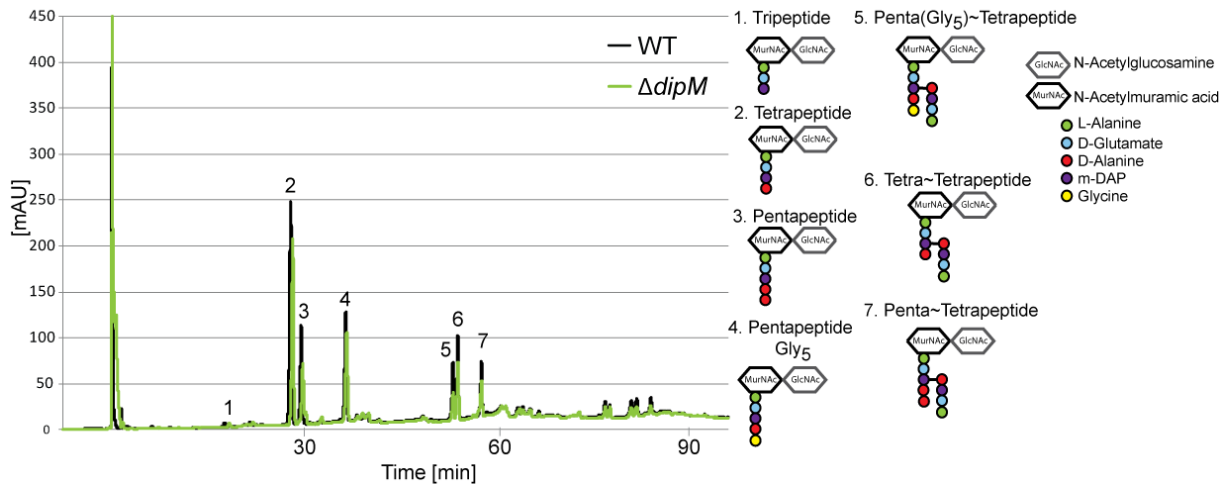 450
400
350
300
250
200
150
100
50
0
[mAU]
30
60
90
Time [min]
WT
ΔdipM
1
2
3
4
5
6
7
1. Tripeptide
MurNAc GlcNAc
2. Tetrapeptide
MurNAc GlcNAc
3. Pentapeptide
MurNAc GlcNAc
4. Pentapeptide
Gly5
MurNAc GlcNAc
5. Penta(Gly5)~Tetrapeptide
MurNAc GlcNAc
6. Tetra~Tetrapeptide
MurNAc GlcNAc
7. Penta~Tetrapeptide
MurNAc GlcNAc
GlcNAc N-Acetylglucosamine
MurNAc N-Acetylmuramic acid
L-Alanine
D-Glutamate
D-Alanine
m-DAP
Glycine